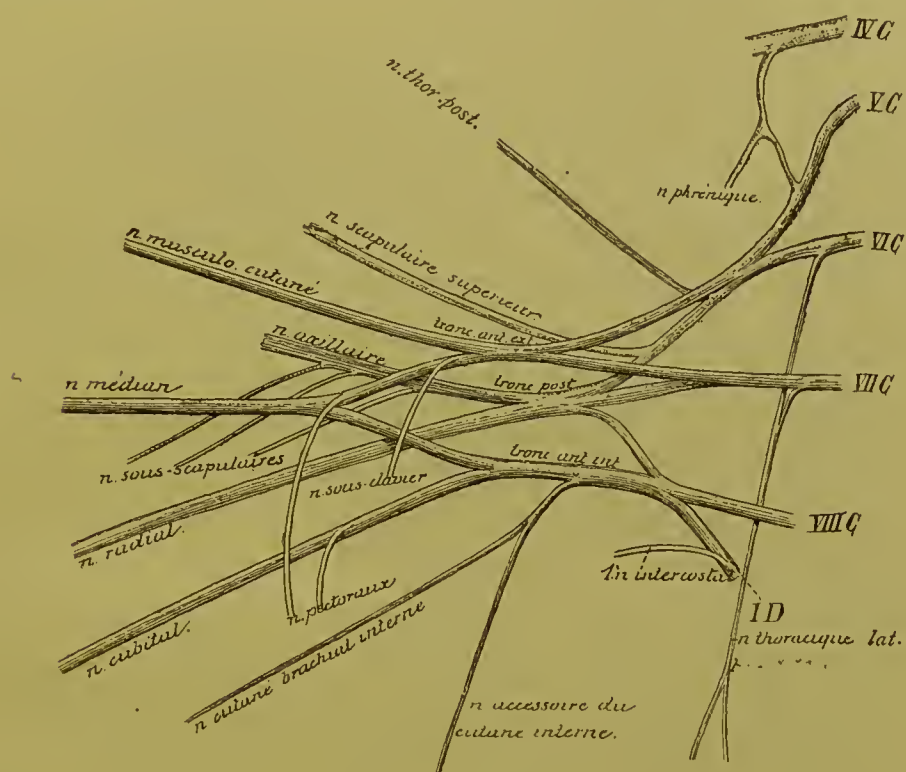 IV C
n. thor. post.
V C
n phrénique.
n scapulaire superieur
n musculo. cutané
VI C
tronc ant ext
n axillaire
n médian
tronc post
VII C
n. sous-scapulaires
n. sous-clavier
tronc ant int
VIII C
n. radial.
1.r n intercostal
n. pectoraux
I D
n. cubital.
n cutané brachial interne
n thoracique lat.
n accessoire du
cutané interne.